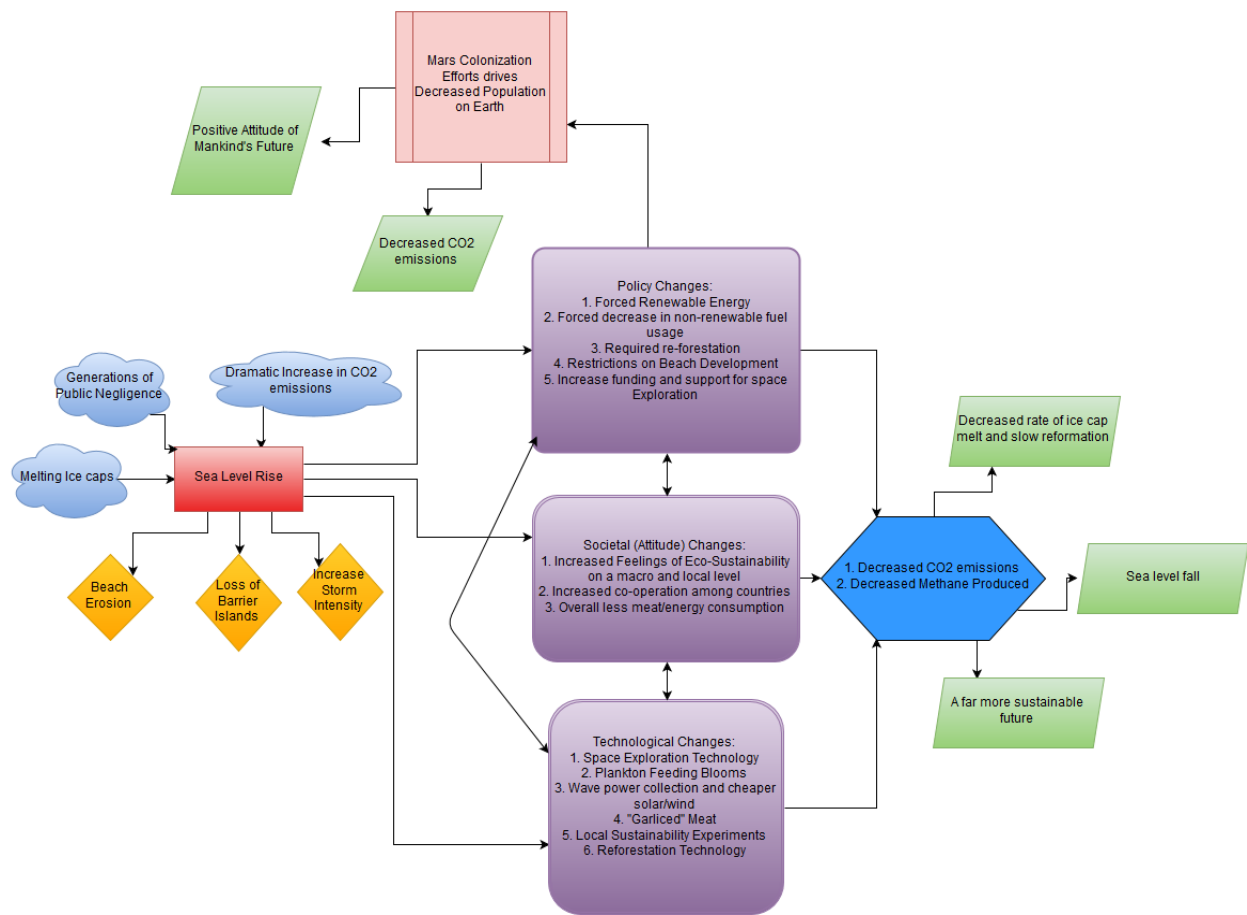 Mars Colonization
Efforts drives
Decreased Population
on Earth
Positive Attitude of
Mankind's Future
Decreased CO2
emissions
Policy Changes:
1. Forced Renewable Energy
2. Forced decrease in non-renewable fuel
usage
3. Required re-forestation
4. Restrictions on Beach Development
5. Increase funding and support for space
Exploration
Generations of
Public Negligence
Dramatic Increase in CO2
emissions
Melting Ice caps
Sea Level Rise
Beach
Erosion
Loss of
Barrier
Islands
Increase
Storm
Intensity
Societal (Attitude) Changes:
1. Increased Feelings of Eco-Sustainability
on a macro and local level
2. Increased co-operation among countries
3. Overall less meat/energy consumption
Technological Changes:
1. Space Exploration Technology
2. Plankton Feeding Blooms
3. Wave power collection and cheaper
solar/wind
4. "Garliced" Meat
5. Local Sustainability Experiments
6. Reforestation Technology
1. Decreased CO2 emissions
2. Decreased Methane Produced
Decreased rate of ice cap
melt and slow reformation
Sea level fall
A far more sustainable
future